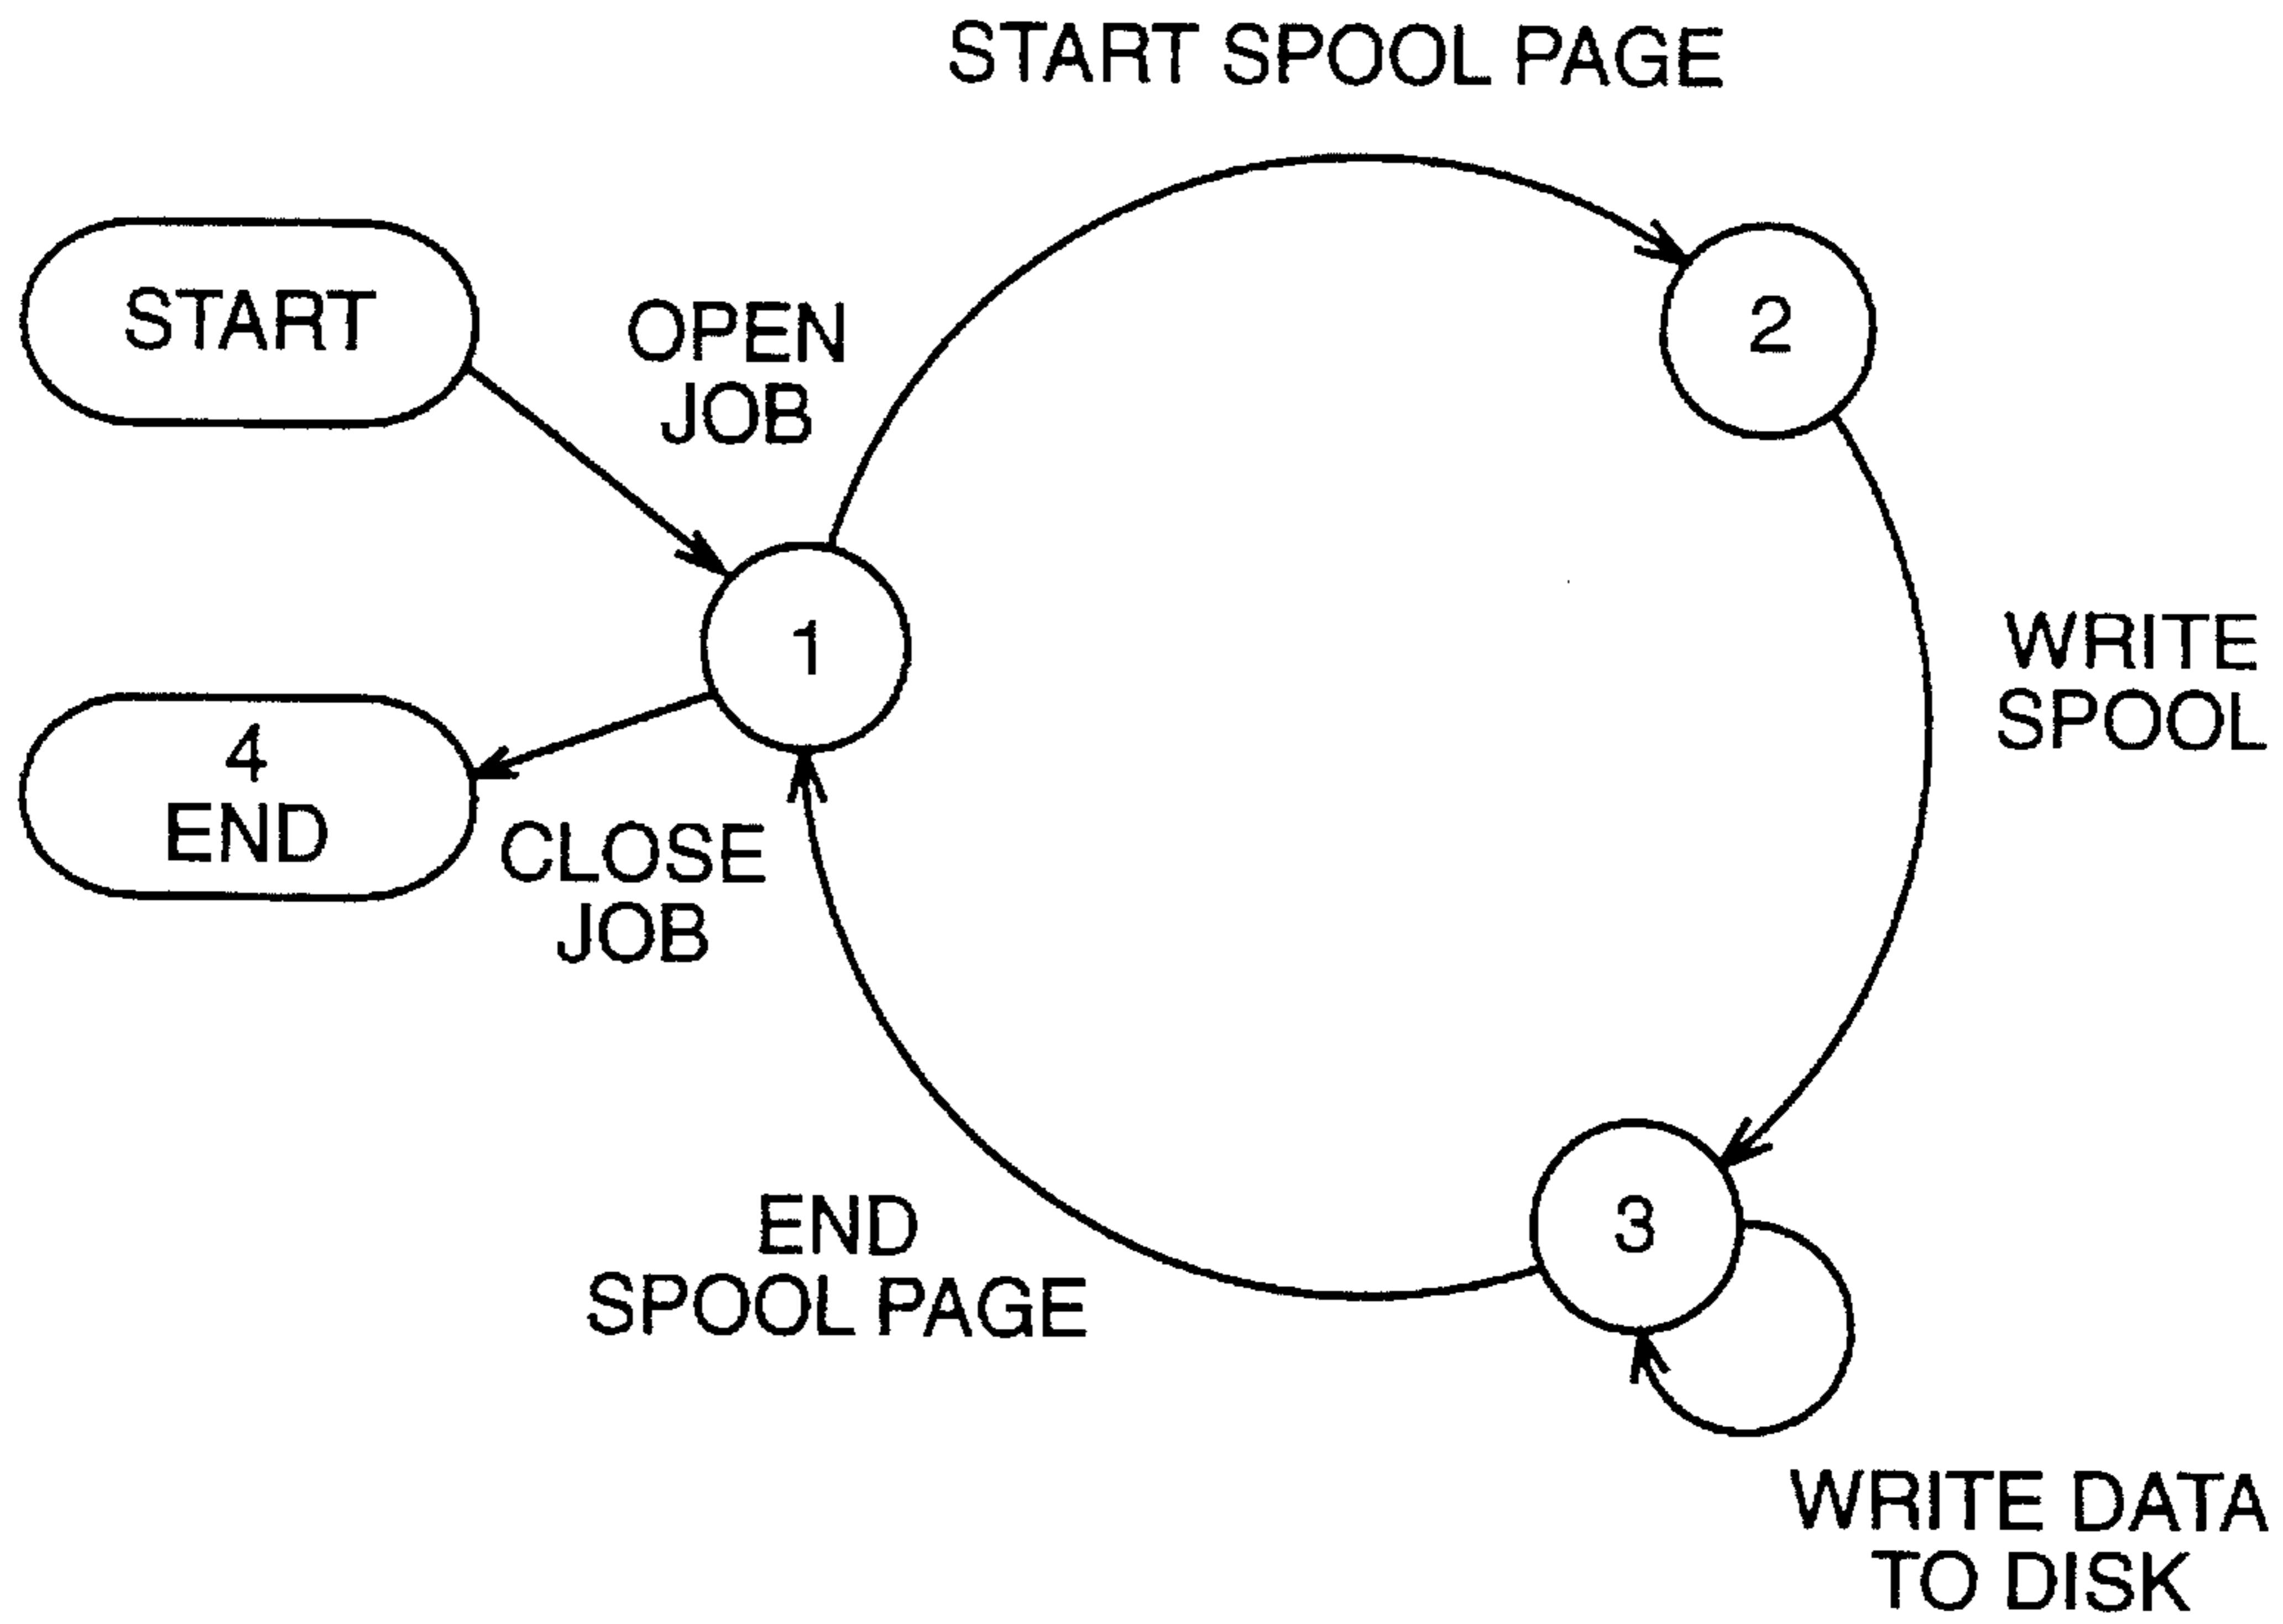 START SPOOL PAGE
START
OPEN
JOB
2
1
WRITE
SPOOL
4
END
CLOSE
JOB
END
SPOOL PAGE
3
WRITE DATA
TO DISK